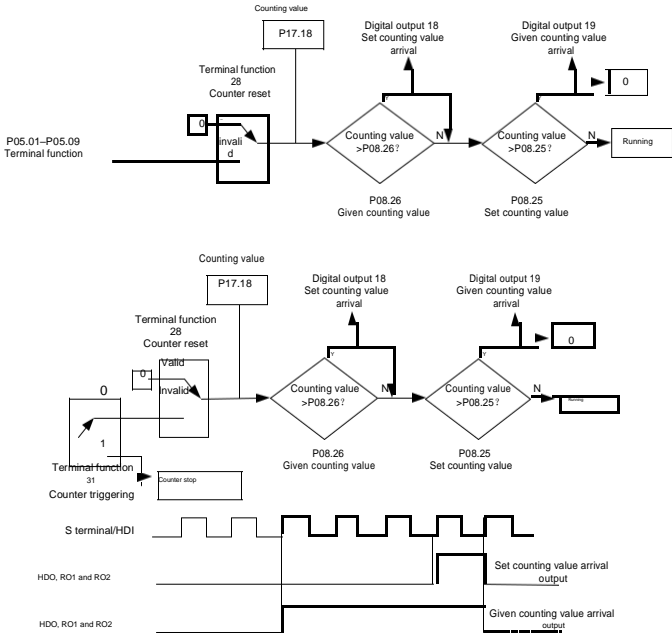 Counting value
P17.18
Digital output 18
Set counting value
arrival
Digital output 19
Given counting value
arrival
Terminal function
28
Counter reset
0
0
invali
d
P05.01–P05.09
Terminal function
Y
Counting value
>P08.26?
N
Y
Counting value
>P08.25?
N
Running
P08.26
Given counting value
P08.25
Set counting value
Counting value
P17.18
Digital output 18
Set counting value
arrival
Digital output 19
Given counting value
arrival
Terminal function
28
Counter reset
Valid
0
Invalid
0
0
1
Y
Counting value
>P08.26?
N
Y
Counting value
>P08.25?
N
Running
P08.26
Given counting value
P08.25
Set counting value
Terminal function
31
Counter triggering
Counter stop
S terminal/HDI
HDO, RO1 and RO2
Set counting value arrival
output
HDO, RO1 and RO2
Given counting value arrival
output